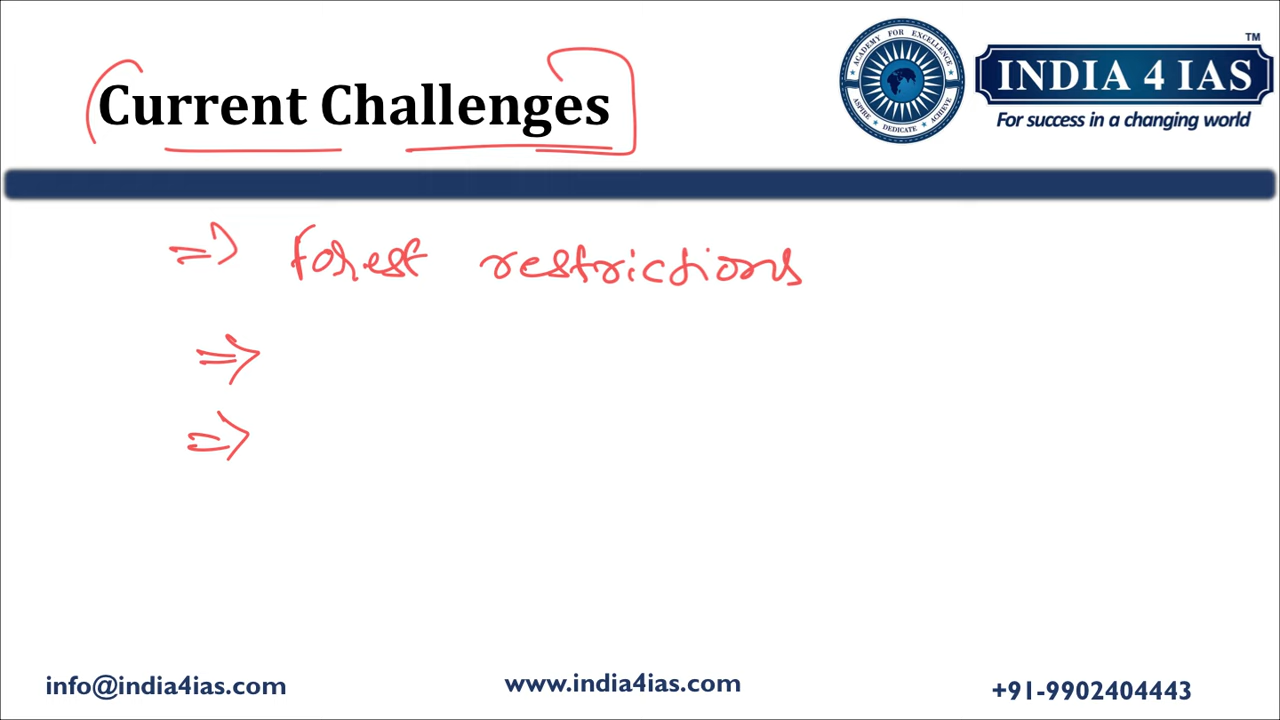 Current Challenges
ACADEMY FOR EXCELLENCE
ASPIRE DEDICATE ACHIEVE
TM
INDIA 4 IAS
For success in a changing world
=> forest restrictions
=>
=>
info@india4ias.com
www.india4ias.com
+91-9902404443